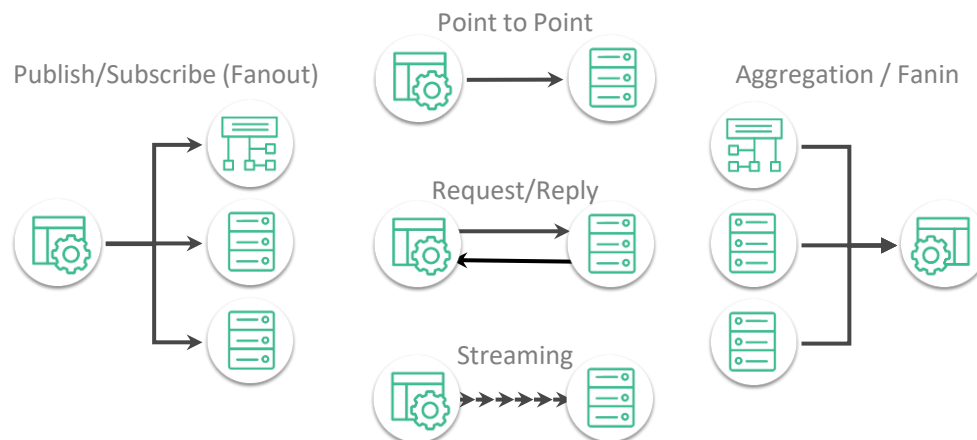 Point to Point
Publish/Subscribe (Fanout)
Aggregation / Fanin
Request/Reply
Streaming